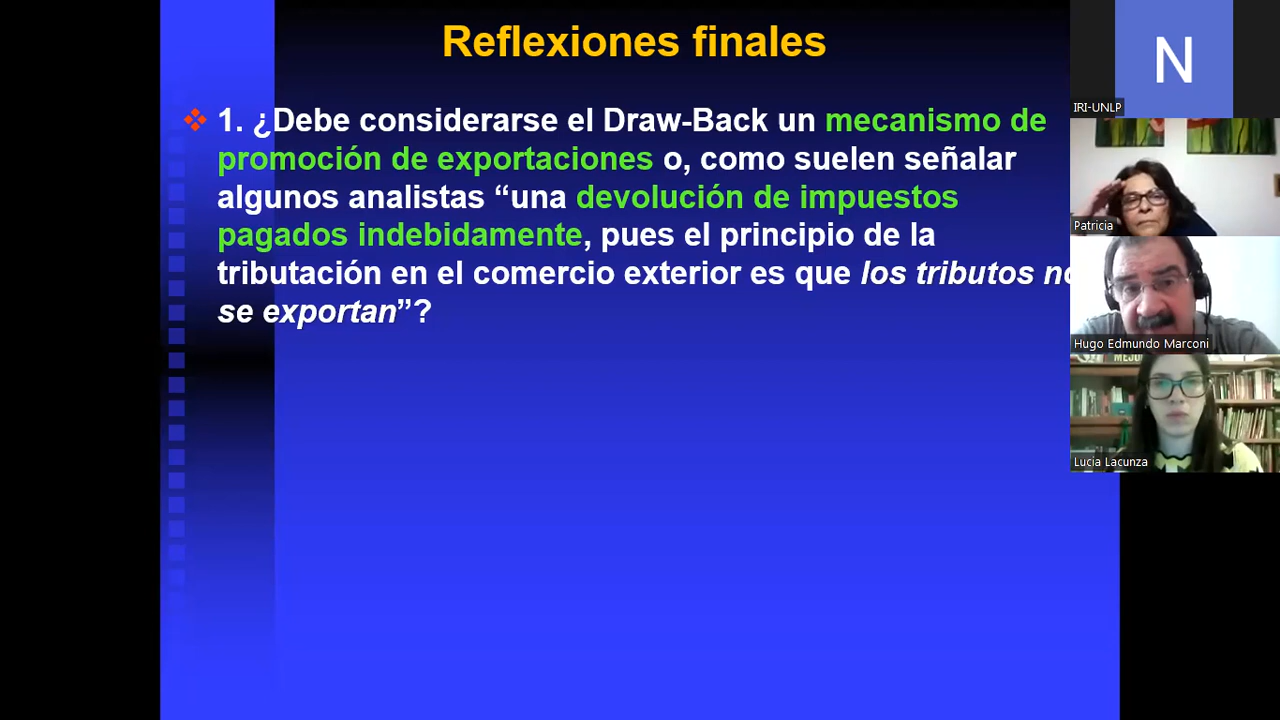 Reflexiones finales
1. ¿Debe considerarse el Draw-Back un mecanismo de
promoción de exportaciones o, como suelen señalar
algunos analistas “una devolución de impuestos
pagados indebidamente, pues el principio de la
tributación en el comercio exterior es que los tributos
se exportan”?
N
IRI-UNLP
Patricia
Hugo Edmundo Marconi
Lucia Lacunza